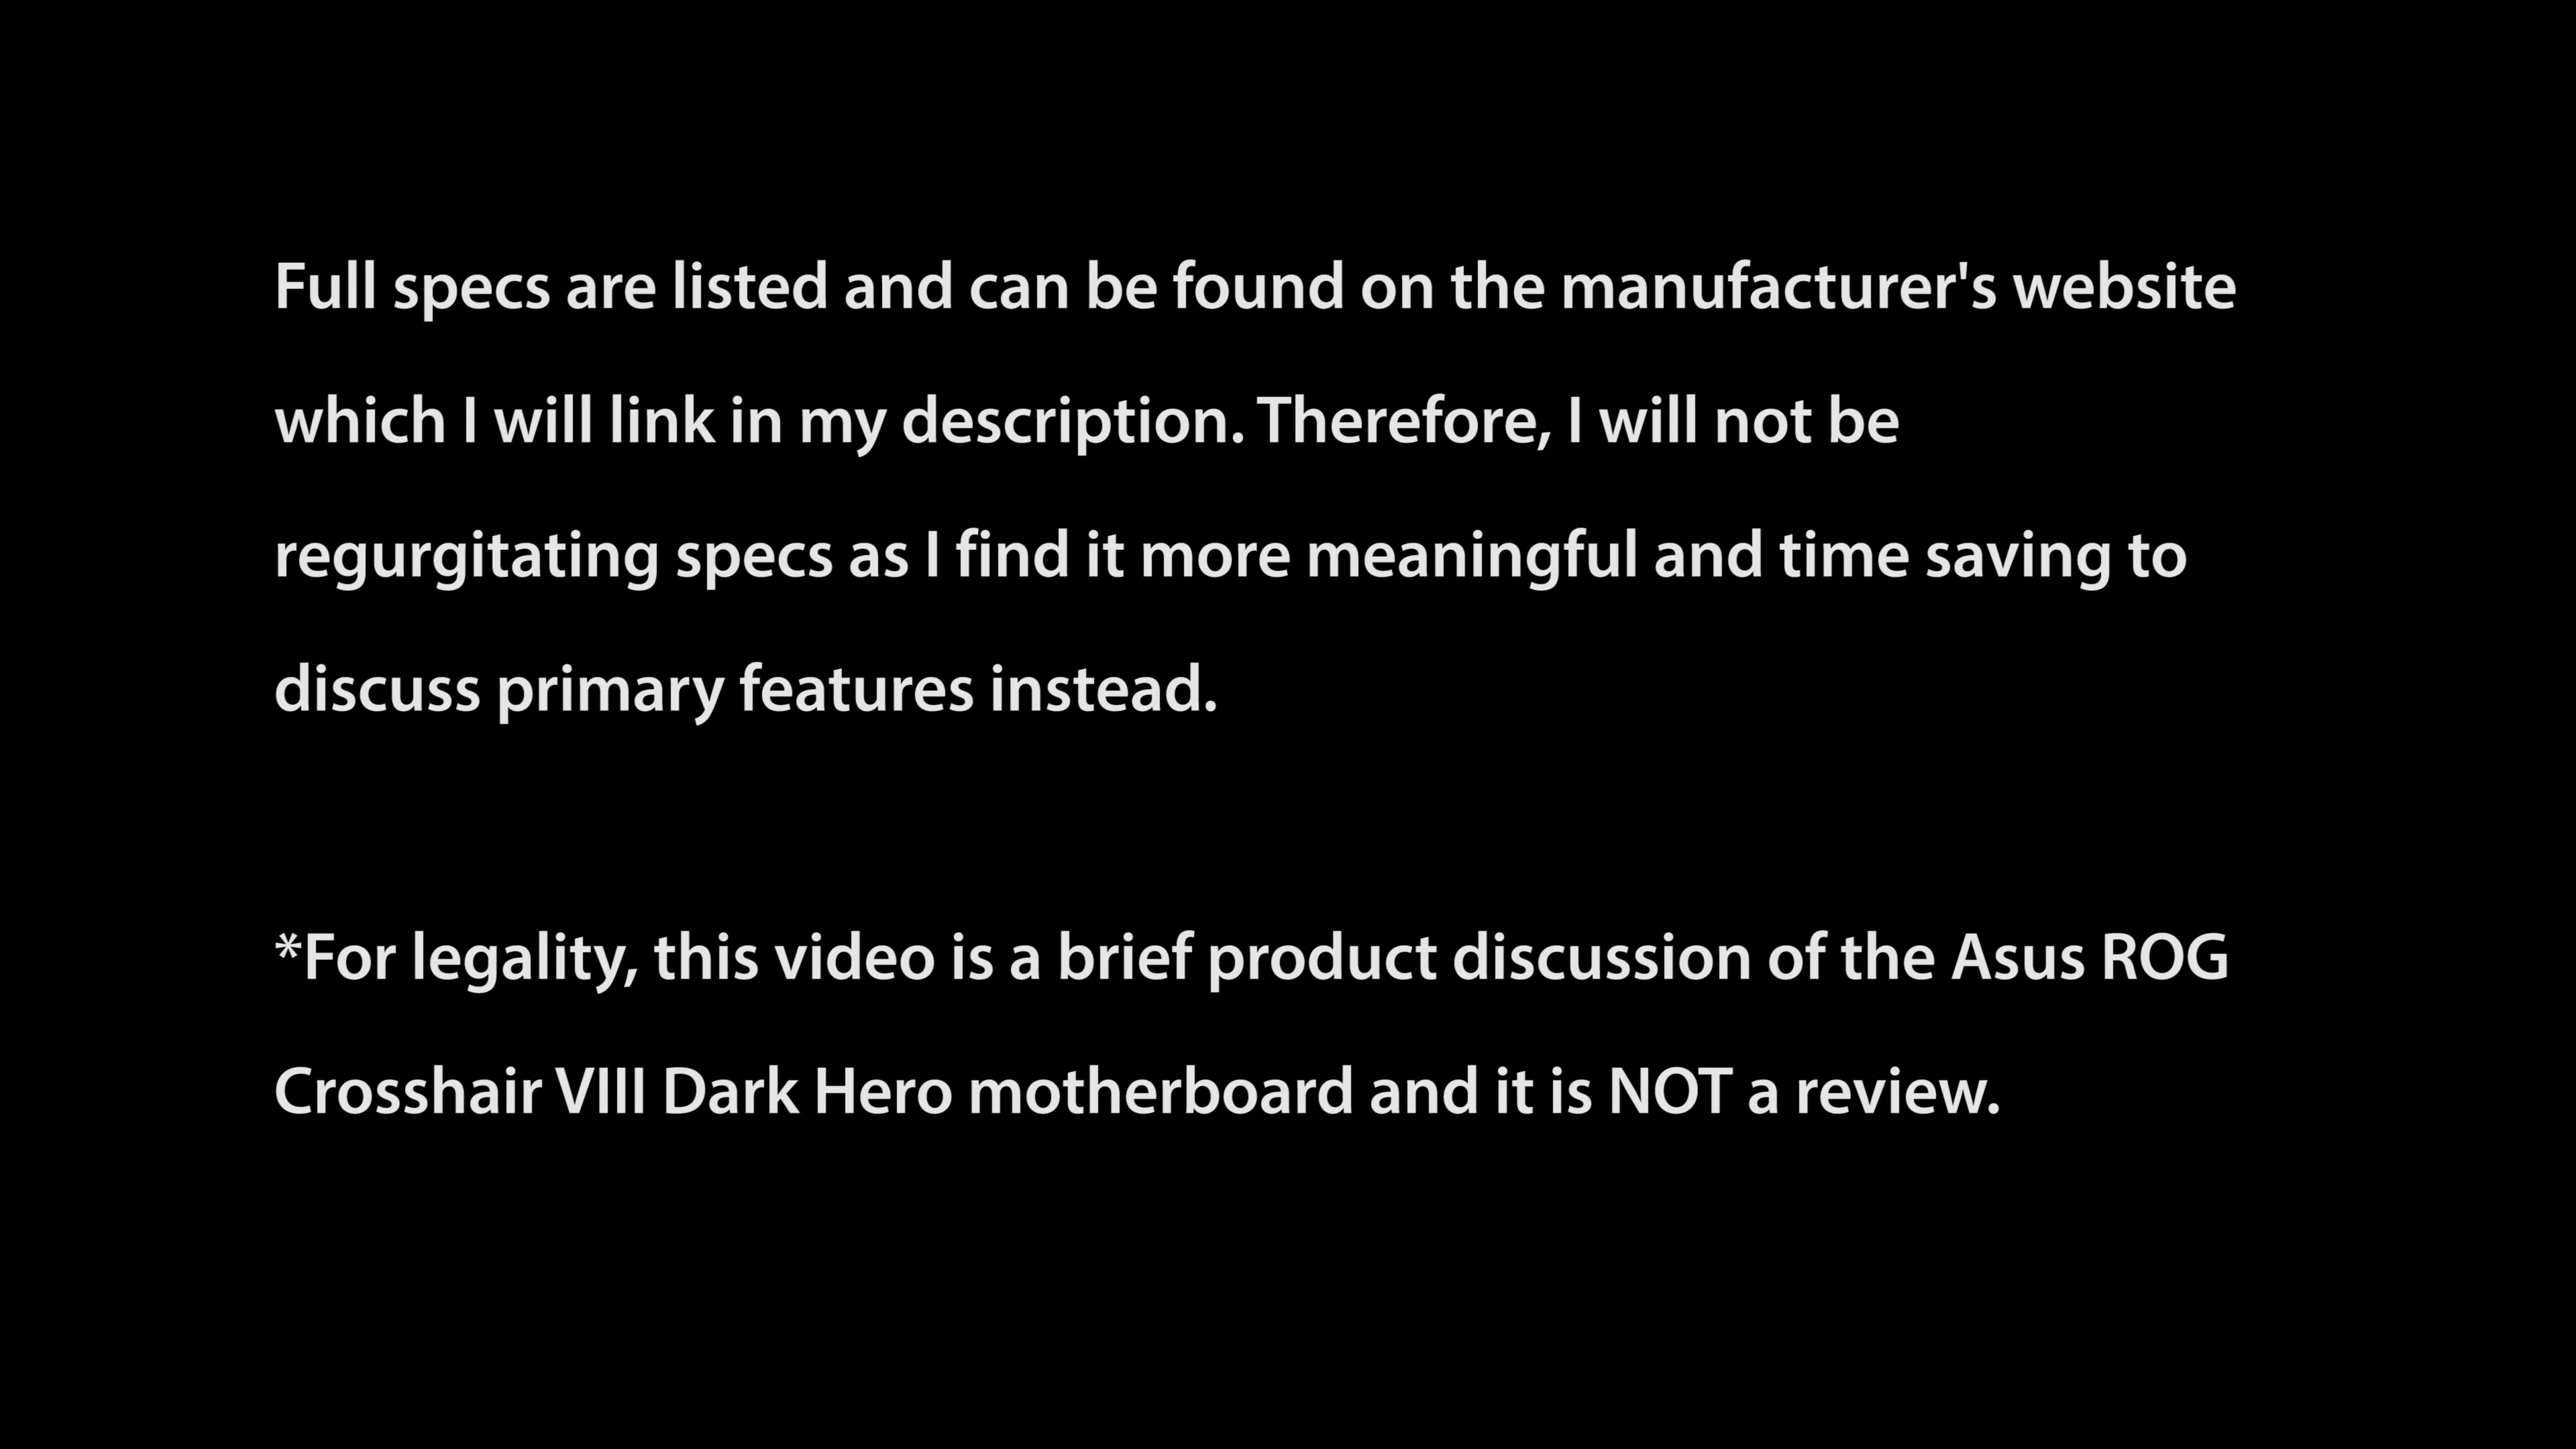 Full specs are listed and can be found on the manufacturer's website
which I will link in my description. Therefore, I will not be
regurgitating specs as I find it more meaningful and time saving to
discuss primary features instead.
*For legality, this video is a brief product discussion of the Asus ROG
Crosshair VIII Dark Hero motherboard and it is NOT a review.